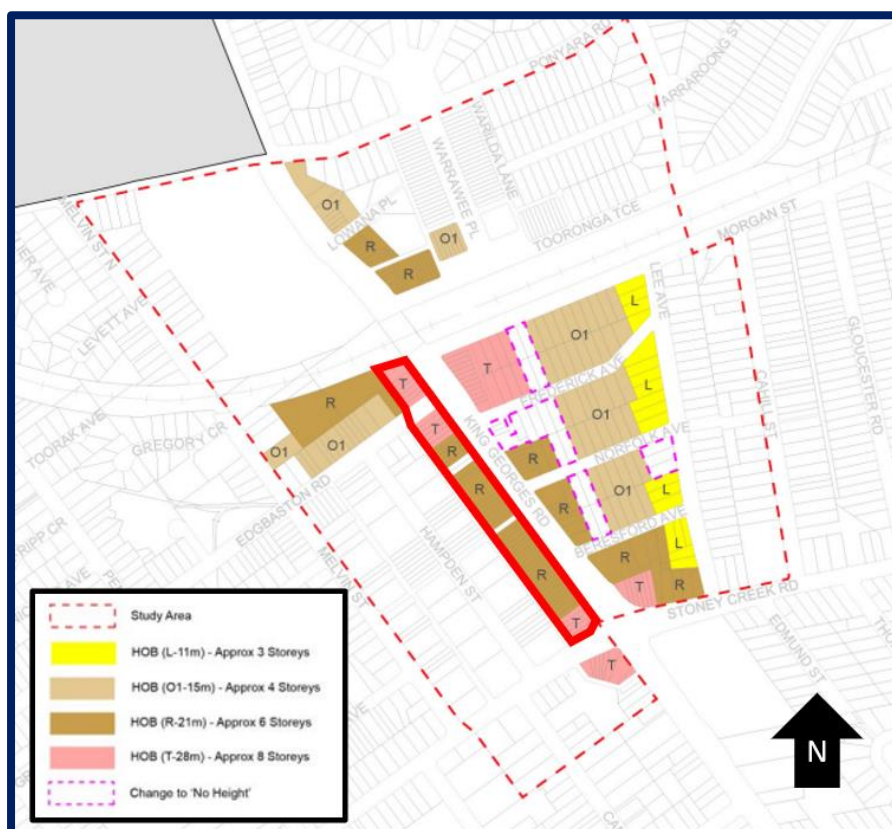 PONYARA RD
WARRAROONG ST
WARILDA LANE
WARRAWEE PL
O1
LOWANA PL
R
O1
R
TOORONGA TCE
MORGAN ST
MELVIN ST N
LEVETT AVE
LEE AVE
L
O1
T
FREDERICK AVE
GLOUCESTER RD
CAHILL ST
T
R
KING GEORGES RD
TOORAK AVE
GREGORY CR
O1
O1
T
R
L
O1
NORFOLK AVE
R
EDGBASTON RD
R
R
O1
L
BERESFORD AVE
HAMPDEN ST
MELVIN ST
R
R
L
T
R
STONEY CREEK RD
T
T
EDMUND ST
Study Area
HOB (L-11m) - Approx 3 Storeys
HOB (O1-15m) - Approx 4 Storeys
HOB (R-21m) - Approx 6 Storeys
HOB (T-28m) - Approx 8 Storeys
Change to 'No Height'
N